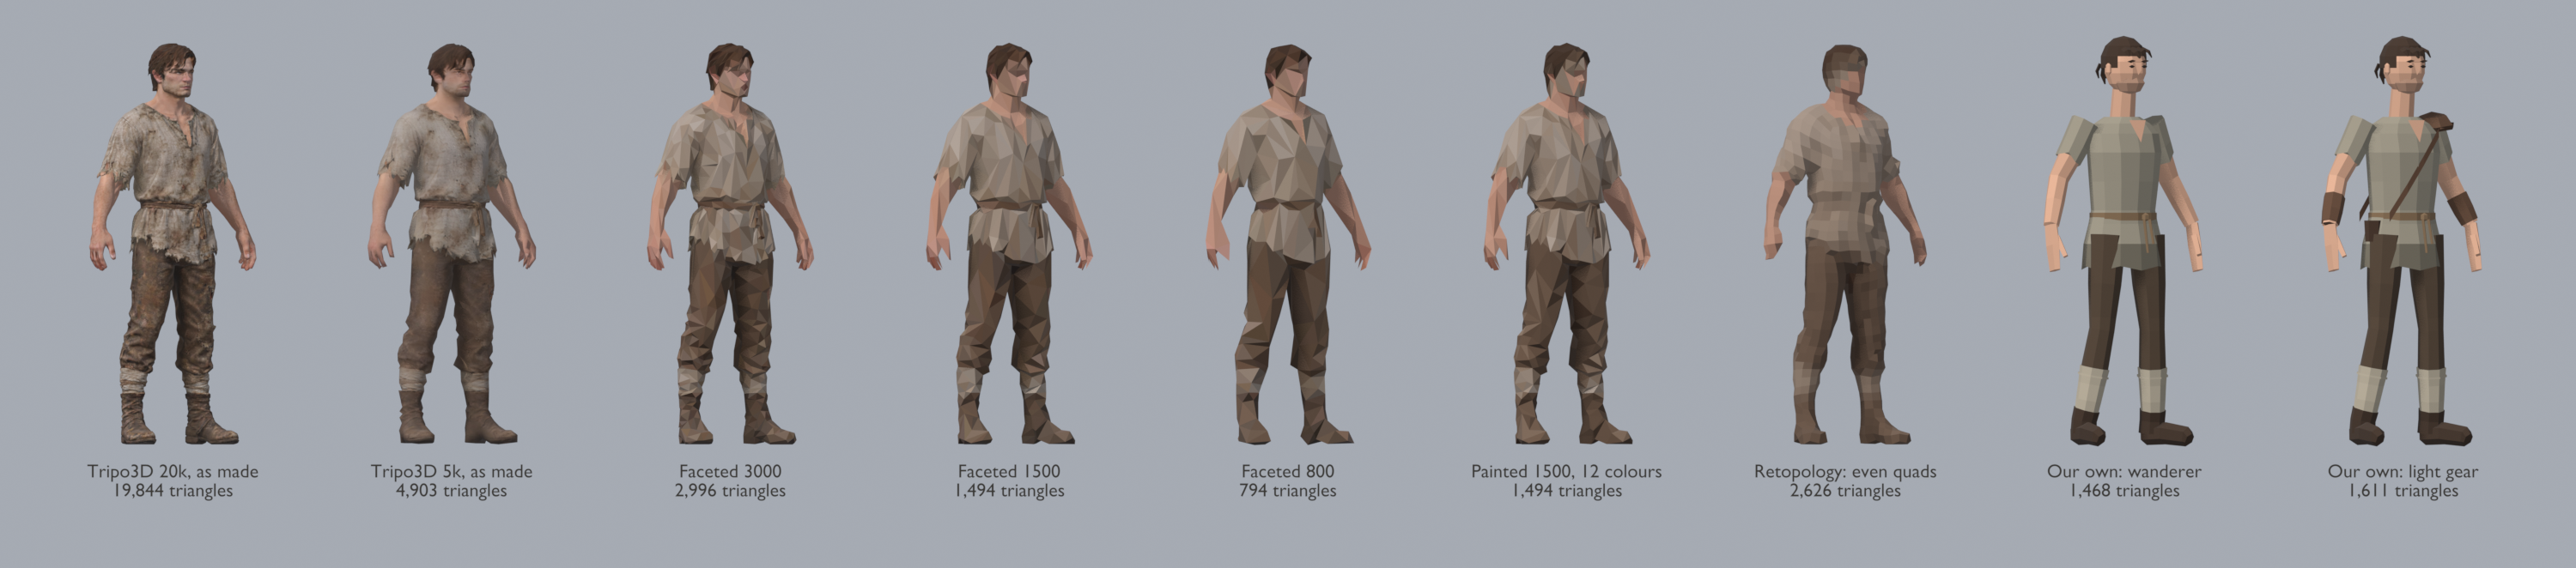 Tripo3D 20k, as made
19,844 triangles
Tripo3D 5k, as made
4,903 triangles
Faceted 3000
2,996 triangles
Faceted 1500
1,494 triangles
Faceted 800
794 triangles
Painted 1500, 12 colours
1,494 triangles
Retopology: even quads
2,626 triangles
Our own: wanderer
1,468 triangles
Our own: light gear
1,611 triangles